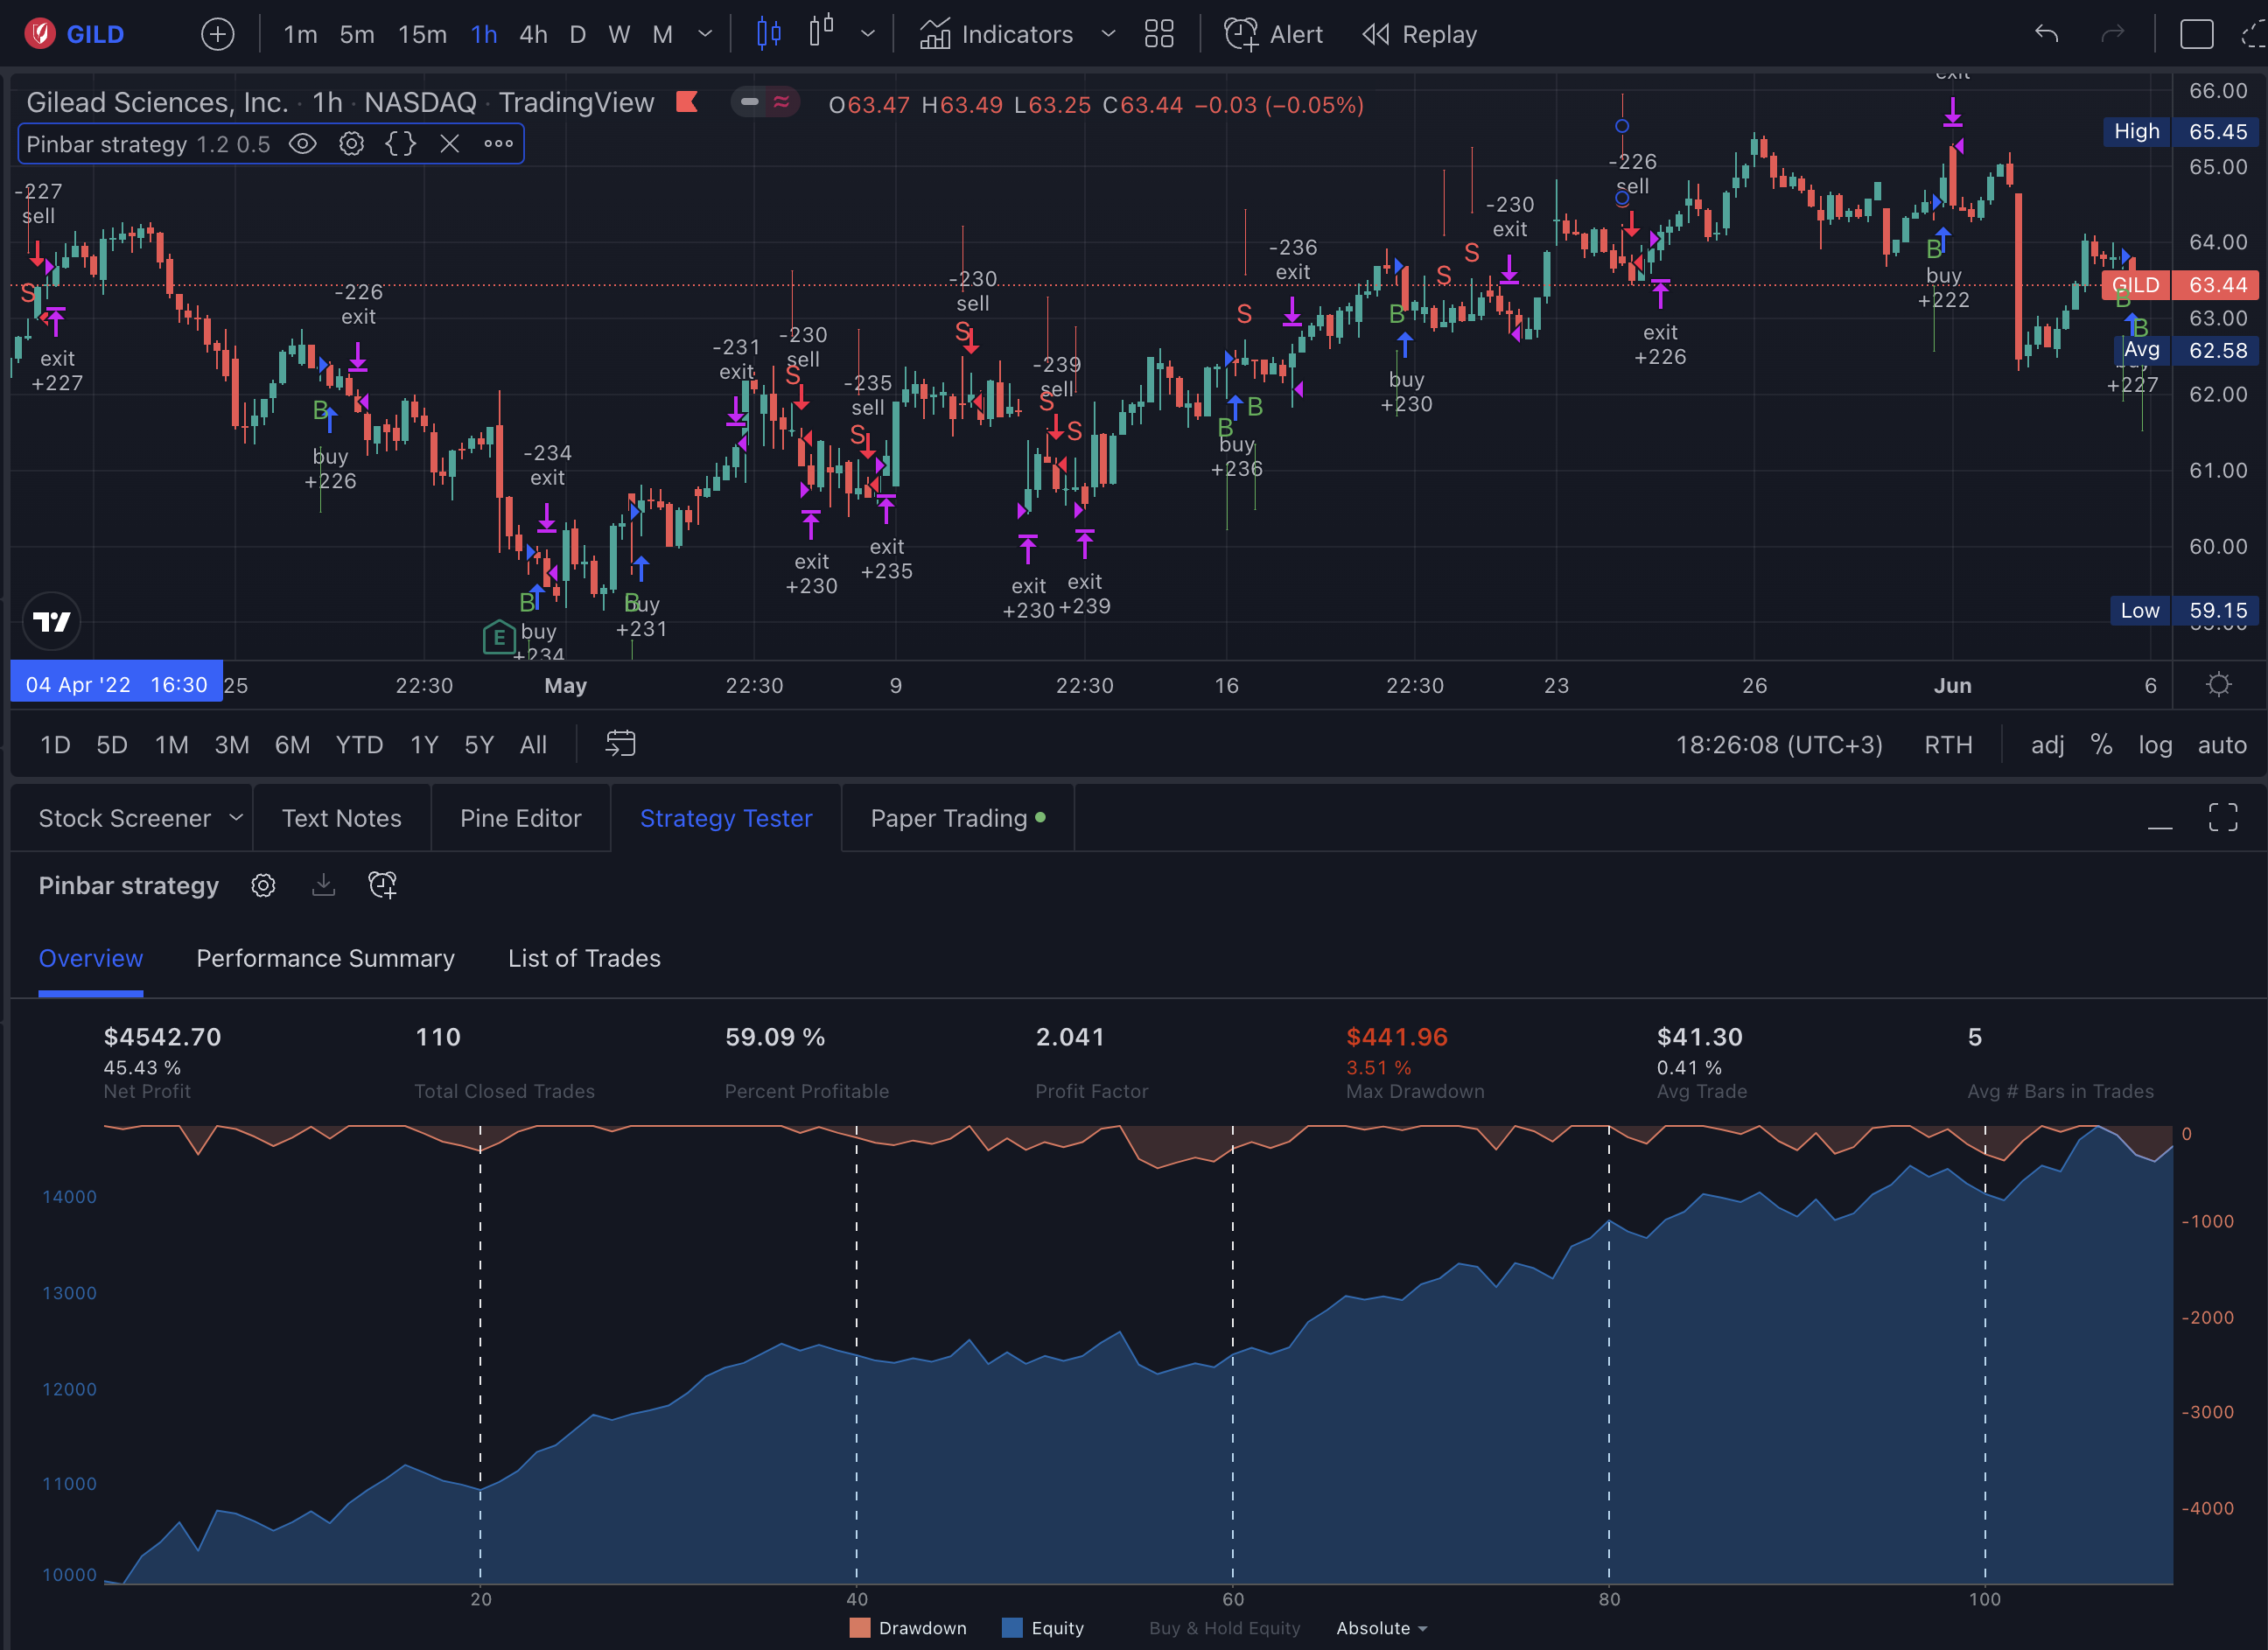 GILD 1m 5m 15m 1h 4h D W M Indicators Alert Replay
Gilead Sciences, Inc. · 1h · NASDAQ · TradingView O63.47 H63.49 L63.25 C63.44 −0.03 (−0.05%)
Pinbar strategy 1.2 0.5
-227
sell
S
exit
+227
-226
exit
B
buy
+226
-234
exit
B
buy
+234
E
B
buy
+231
-231
exit
-230
sell
S
exit
+230
-235
sell
S
exit
+235
-230
sell
S
exit
+230
-239
sell
S
S
exit
+239
S
B
B
buy
+236
-236
exit
B
buy
+230
S
S
-230
exit
-226
sell
exit
+226
exit
B
buy
+222
B
B
+227
66.00
High 65.45
65.00
64.00
GILD 63.44
63.00
Avg 62.58
62.00
61.00
60.00
Low 59.15
04 Apr '22 16:30 25 22:30 May 22:30 9 22:30 16 22:30 23 26 Jun 6
1D 5D 1M 3M 6M YTD 1Y 5Y All 18:26:08 (UTC+3) RTH adj % log auto
Stock Screener Text Notes Pine Editor Strategy Tester Paper Trading
Pinbar strategy
Overview Performance Summary List of Trades
$4542.70 110 59.09 % 2.041 $441.96 $41.30 5
45.43 % 3.51 % 0.41 %
Net Profit Total Closed Trades Percent Profitable Profit Factor Max Drawdown Avg Trade Avg # Bars in Trades
0
14000
-1000
13000
-2000
12000
-3000
11000
-4000
10000
20 40 60 80 100
Drawdown Equity Buy & Hold Equity Absolute